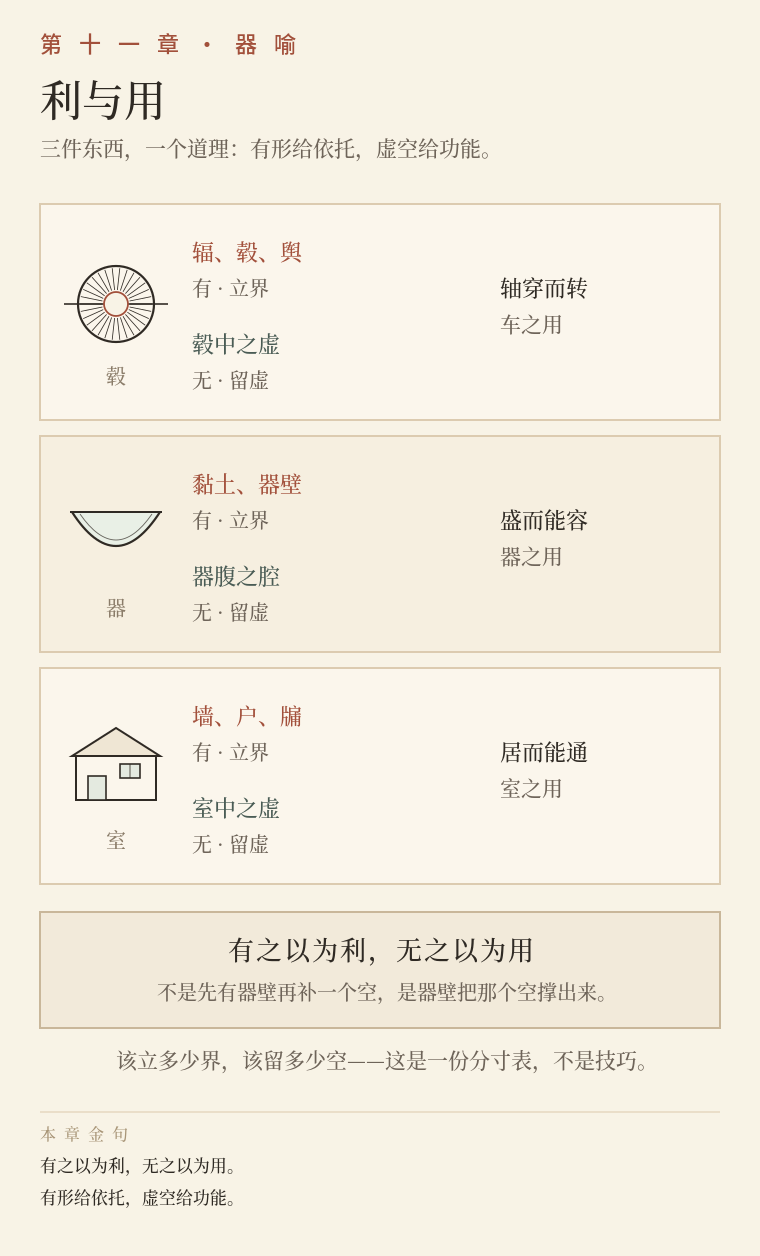 第十一章・器喻
利与用
三件东西，一个道理：有形给依托，虚空给功能。
辐、毂、舆
有 · 立界
毂中之虚
无 · 留虚
轴穿而转
车之用
毂
黏土、器壁
有 · 立界
器腹之腔
无 · 留虚
盛而能容
器之用
器
墙、户、牖
有 · 立界
室中之虚
无 · 留虚
居而能通
室之用
室
有之以为利，无之以为用
不是先有器壁再补一个空，是器壁把那个空撑出来。
该立多少界，该留多少空——这是一份分寸表，不是技巧。
本章金句
有之以为利，无之以为用。
有形给依托，虚空给功能。